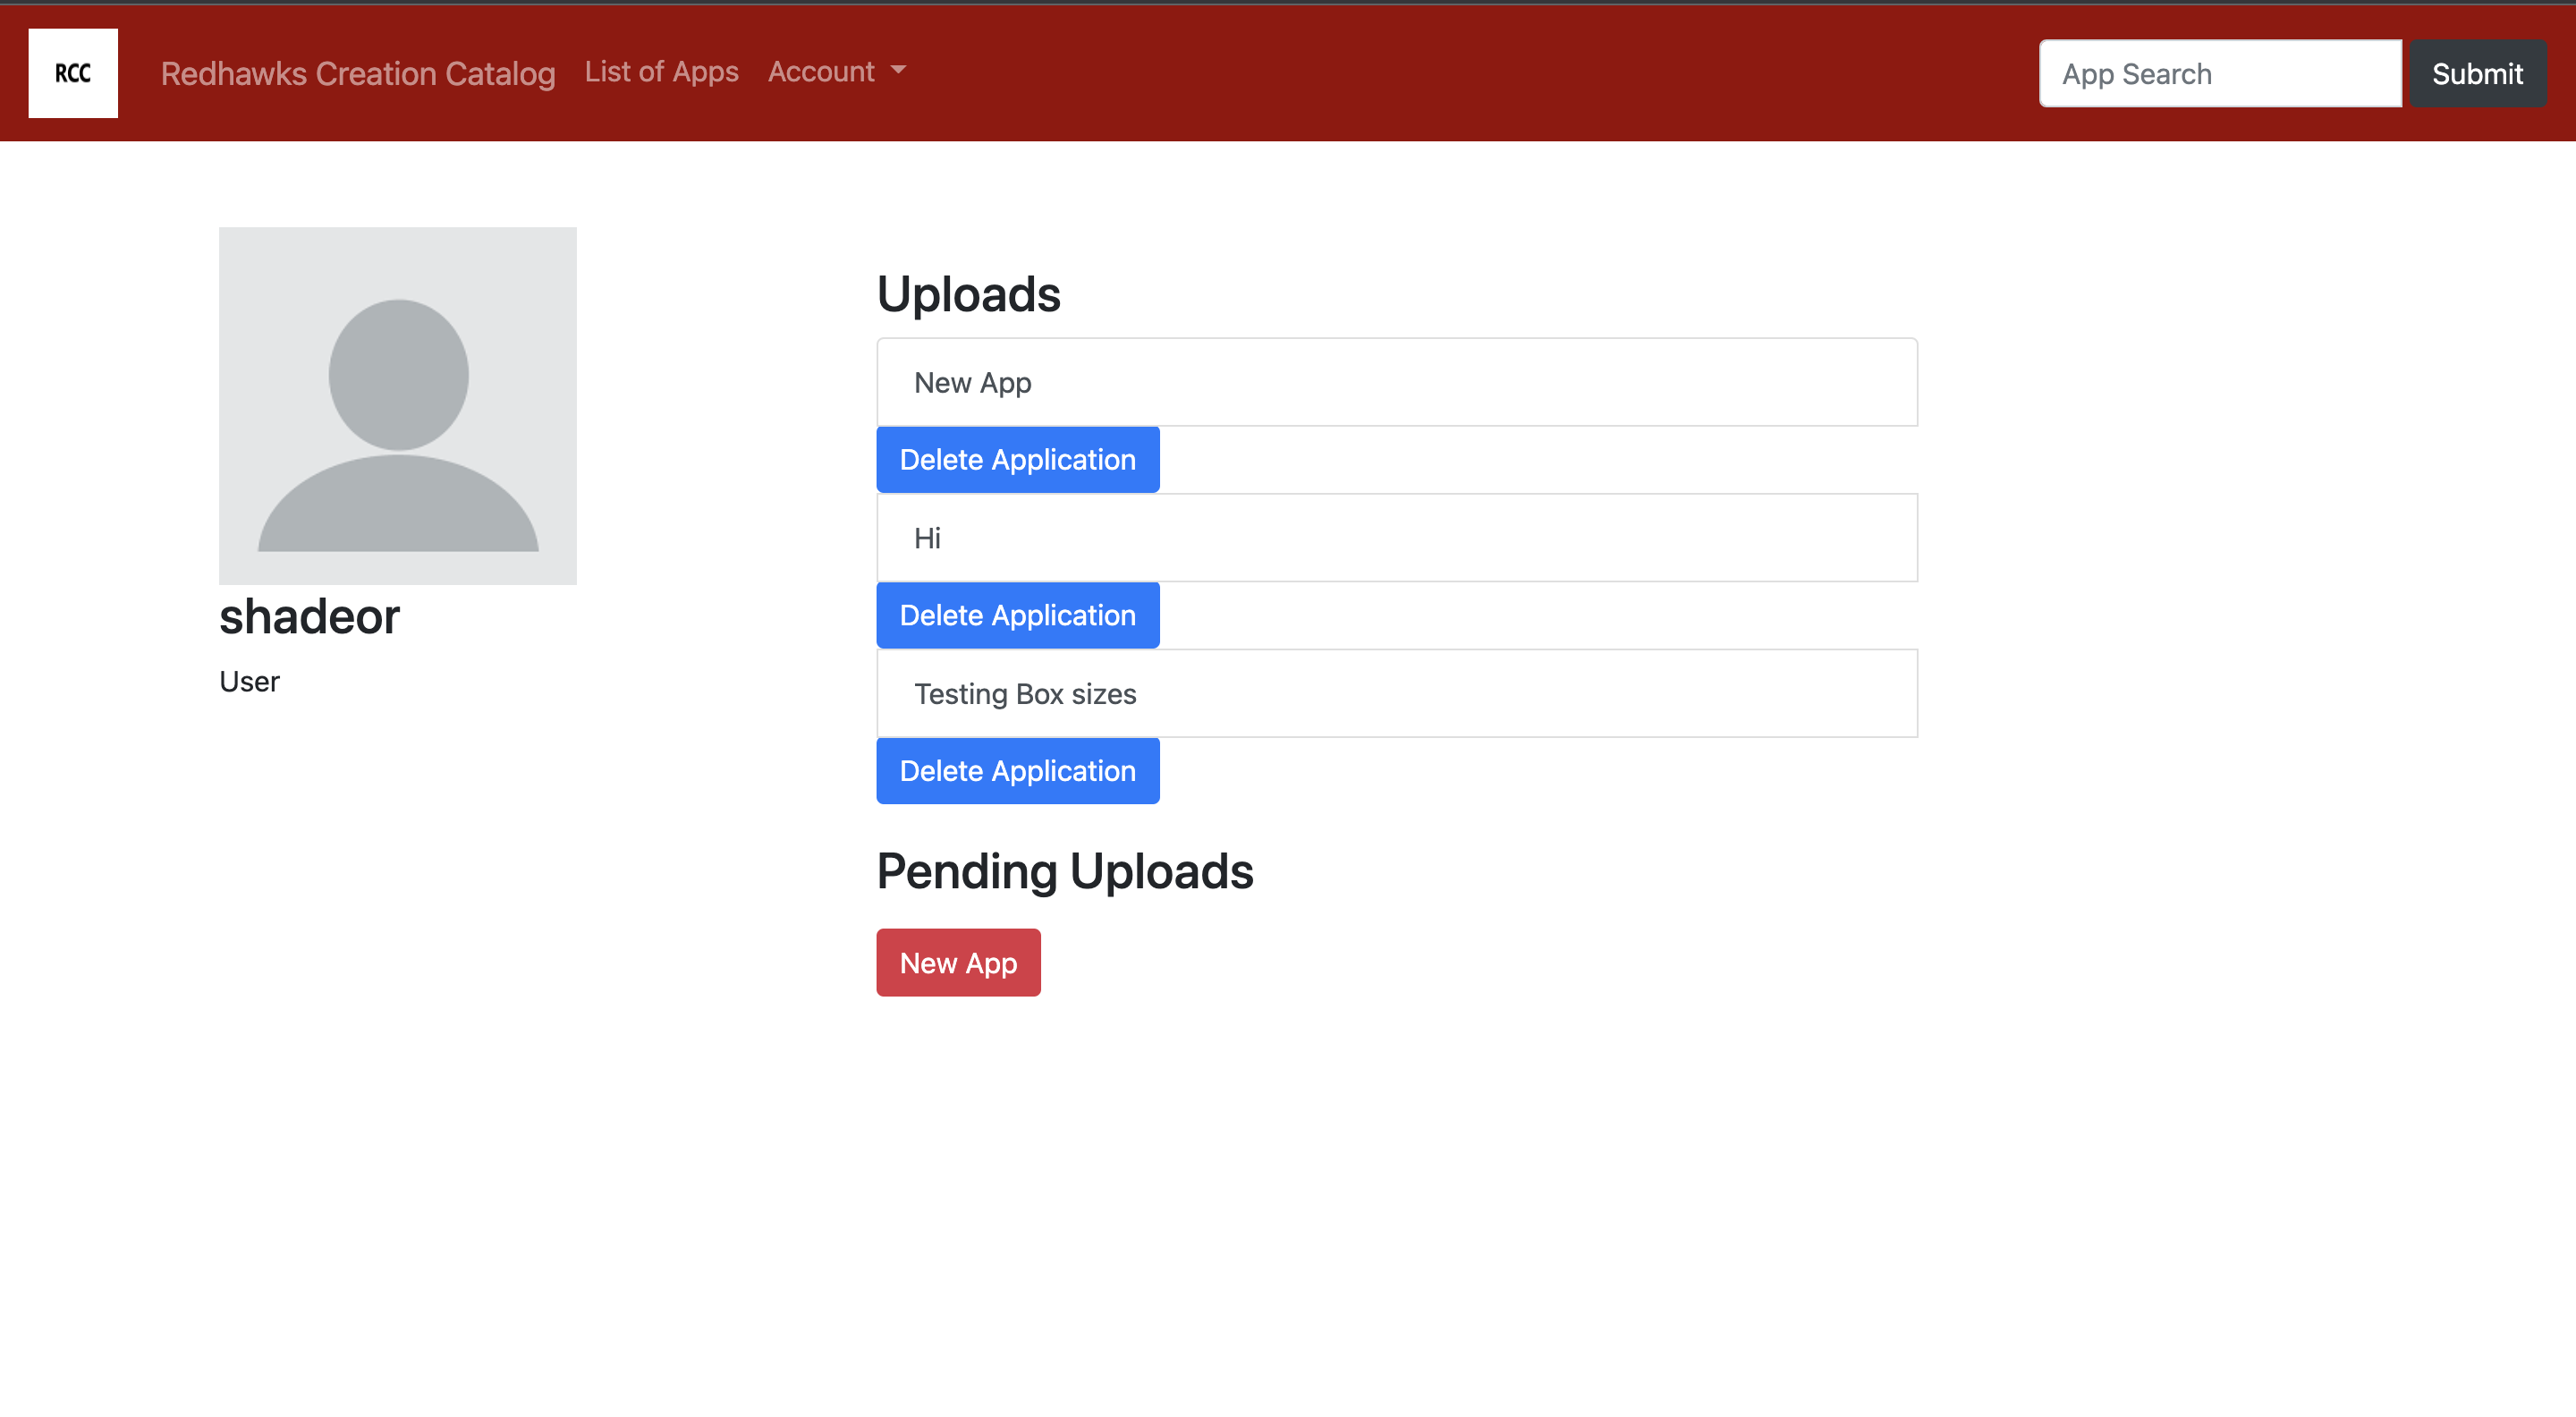 RCC
Redhawks Creation Catalog
List of Apps
Account
App Search
Submit
shadeor
User
Uploads
New App
Delete Application
Hi
Delete Application
Testing Box sizes
Delete Application
Pending Uploads
New App